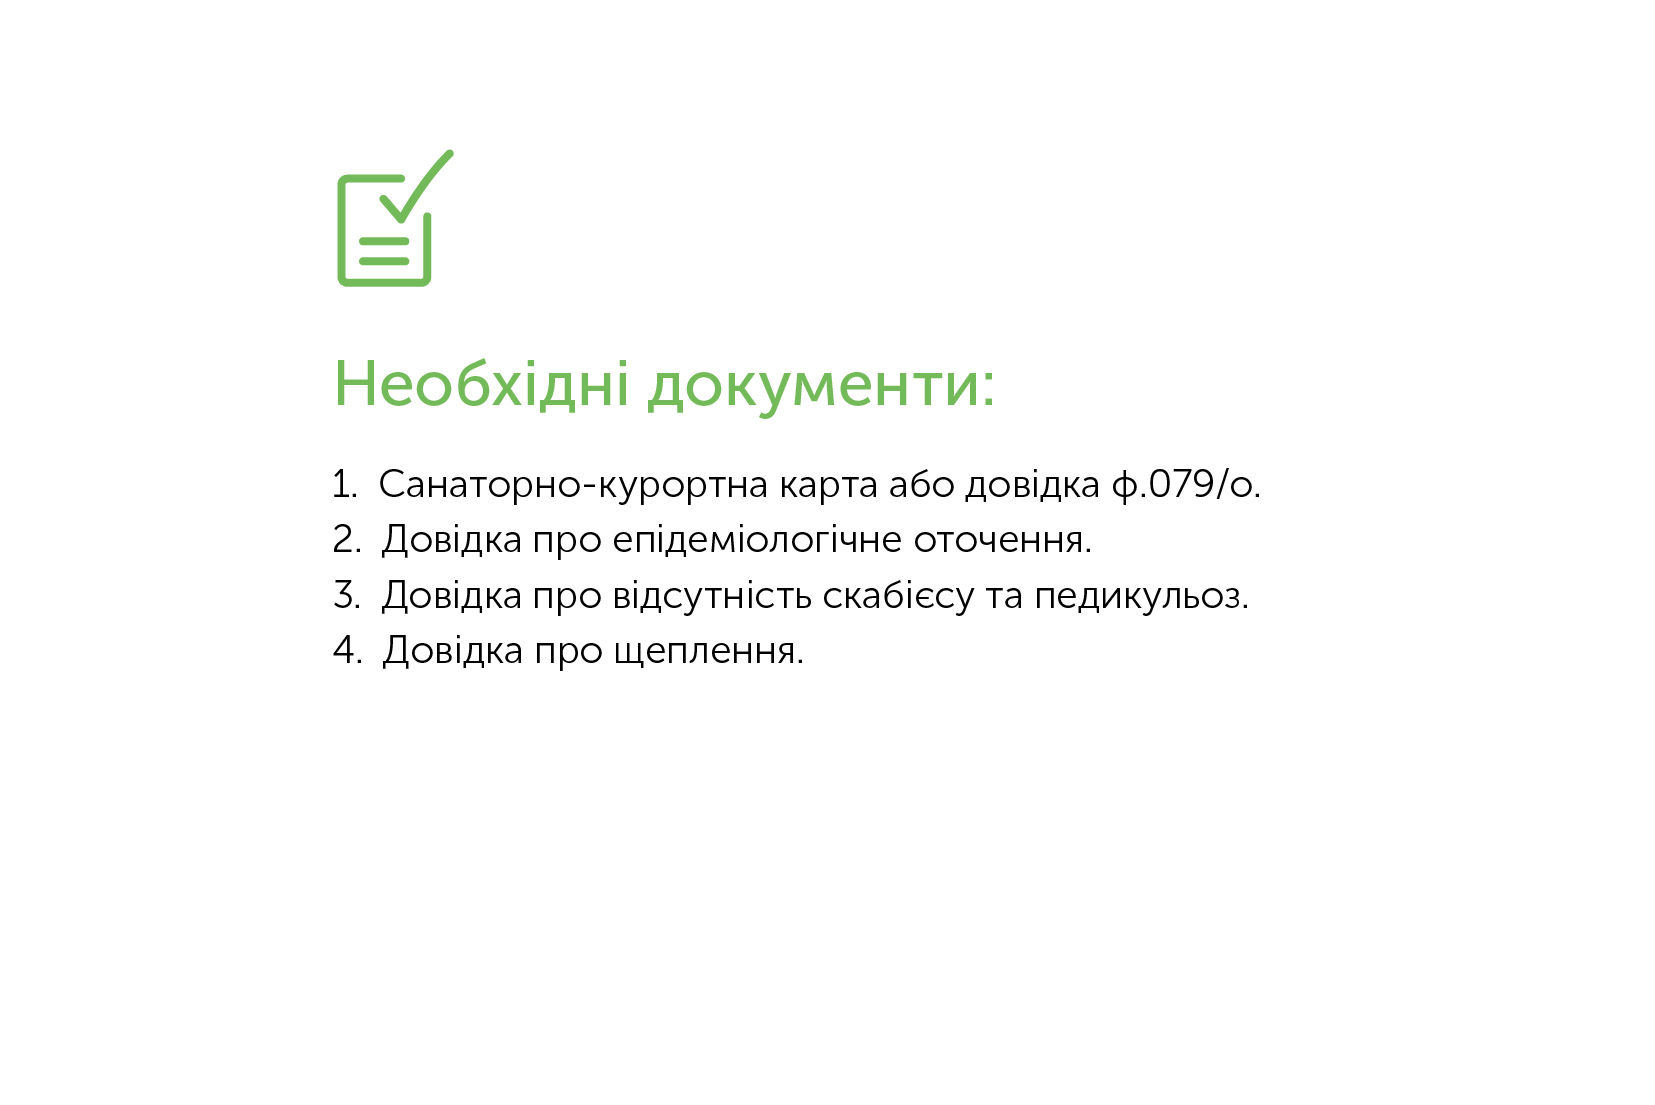 Необхідні документи:
1. Санаторно-курортна карта або довідка ф.079/о.
2. Довідка про епідеміологічне оточення.
3. Довідка про відсутність скабієсу та педикульоз.
4. Довідка про щеплення.